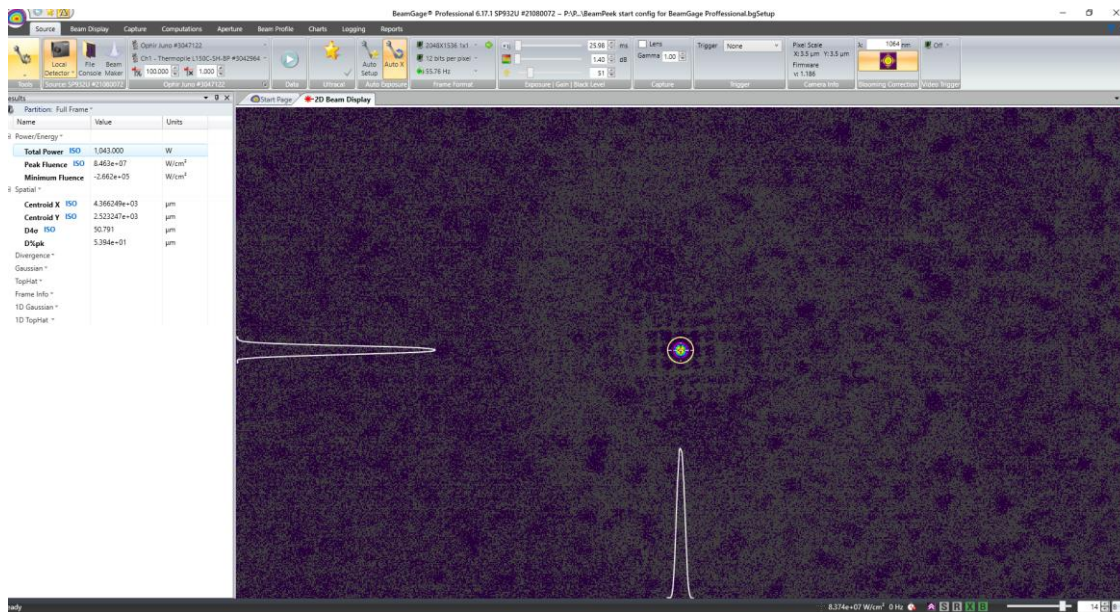 BeamGage® Professional 6.17.1 SP932U #21080072 – P:\P...\BeamPeek start config for BeamGage Proffessional.bgSetup
Source Beam Display Capture Computations Aperture Beam Profile Charts Logging Reports
Local Detector
File Console
Beam Maker
Ophir Juno #3047122
Ch1 - Thermopile L150C-SH-BP #3042964
100.000 1.000
Auto Setup
Auto X
2048X1536 1x1
12 bits per pixel
55.76 Hz
25.98 ms
1.40 dB
51
Lens
Gamma 1.00
Trigger None
Pixel Scale
X: 3.5 µm Y: 3.5 µm
Firmware
vi 1.186
λ: 1064 nm
Off
Tools Source: SP932U #21080072 Ophir Juno #3047122 Data Ultracal Auto Exposure Frame Format Exposure | Gain | Black Level Capture Trigger Camera Info Blooming Correction Video Trigger
esults
Start Page 2D Beam Display
Partition: Full Frame
Name Value Units
Power/Energy
Total Power ISO 1,043.000 W
Peak Fluence ISO 8.463e+07 W/cm²
Minimum Fluence -2.662e+05 W/cm²
Spatial
Centroid X ISO 4.366249e+03 µm
Centroid Y ISO 2.523247e+03 µm
D4σ ISO 50.791 µm
D%pk 5.394e+01 µm
Divergence
Gaussian
TopHat
Frame Info
1D Gaussian
1D TopHat
eady
8.374e+07 W/cm² 0 Hz S R X B 14